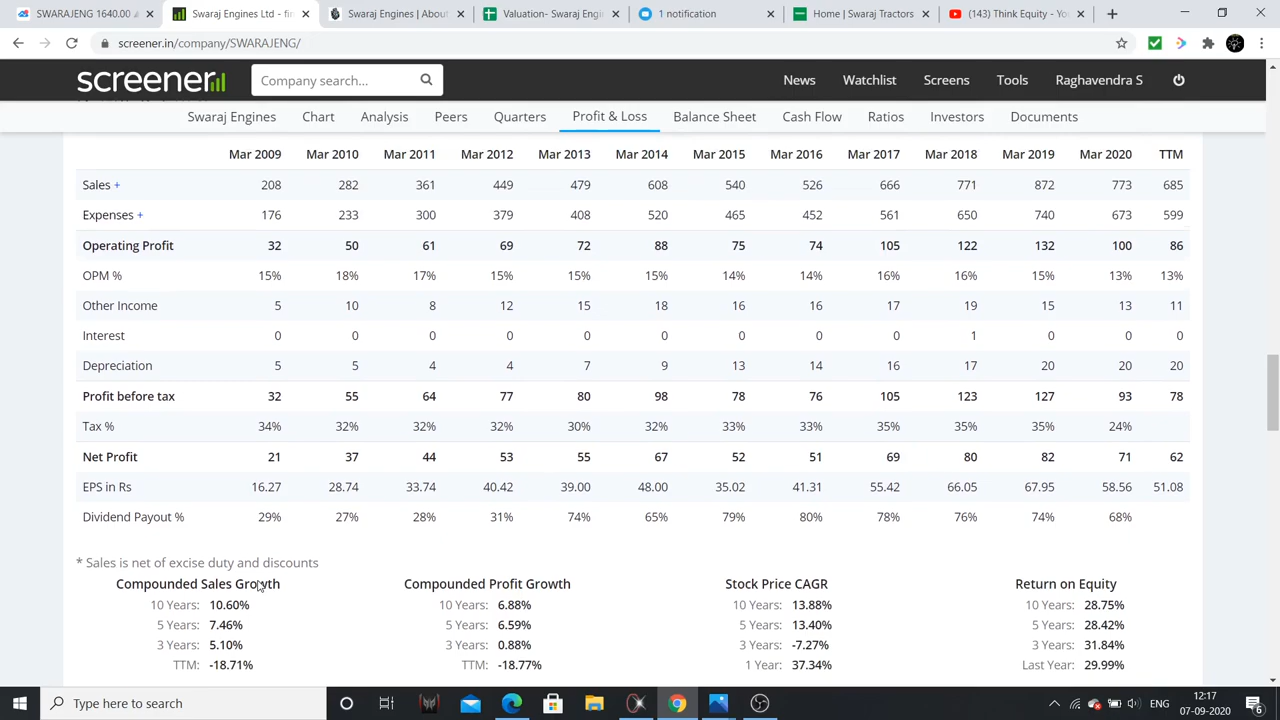 SWARAJENG 1640.00
Swaraj Engines Ltd - fin
Swaraj Engines | About
Valuation- Swaraj Engi
1 notification
Home | Swaraj Tractors
(143) Think Equity - Yo
screener.in/company/SWARAJENG/
screener
Company search...
News Watchlist Screens Tools Raghavendra S
Swaraj Engines Chart Analysis Peers Quarters Profit & Loss Balance Sheet Cash Flow Ratios Investors Documents
Mar 2009 Mar 2010 Mar 2011 Mar 2012 Mar 2013 Mar 2014 Mar 2015 Mar 2016 Mar 2017 Mar 2018 Mar 2019 Mar 2020 TTM
Sales + 208 282 361 449 479 608 540 526 666 771 872 773 685
Expenses + 176 233 300 379 408 520 465 452 561 650 740 673 599
Operating Profit 32 50 61 69 72 88 75 74 105 122 132 100 86
OPM % 15% 18% 17% 15% 15% 15% 14% 14% 16% 16% 15% 13% 13%
Other Income 5 10 8 12 15 18 16 16 17 19 15 13 11
Interest 0 0 0 0 0 0 0 0 0 1 0 0 0
Depreciation 5 5 4 4 7 9 13 14 16 17 20 20 20
Profit before tax 32 55 64 77 80 98 78 76 105 123 127 93 78
Tax % 34% 32% 32% 32% 30% 32% 33% 33% 35% 35% 35% 24%
Net Profit 21 37 44 53 55 67 52 51 69 80 82 71 62
EPS in Rs 16.27 28.74 33.74 40.42 39.00 48.00 35.02 41.31 55.42 66.05 67.95 58.56 51.08
Dividend Payout % 29% 27% 28% 31% 74% 65% 79% 80% 78% 76% 74% 68%
* Sales is net of excise duty and discounts
Compounded Sales Growth
10 Years: 10.60%
5 Years: 7.46%
3 Years: 5.10%
TTM: -18.71%
Compounded Profit Growth
10 Years: 6.88%
5 Years: 6.59%
3 Years: 0.88%
TTM: -18.77%
Stock Price CAGR
10 Years: 13.88%
5 Years: 13.40%
3 Years: -7.27%
1 Year: 37.34%
Return on Equity
10 Years: 28.75%
5 Years: 28.42%
3 Years: 31.84%
Last Year: 29.99%
Type here to search
ENG
12:17
07-09-2020
6